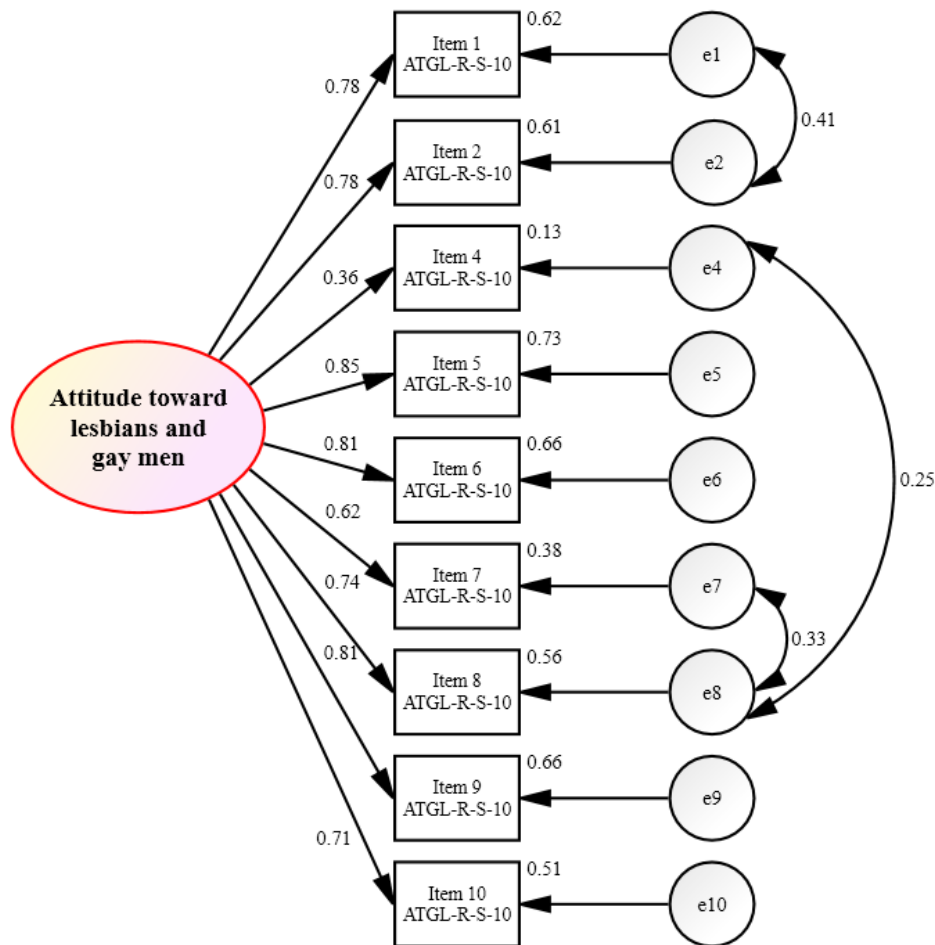 0.62
Item 1
ATGL-R-S-10
e1
0.78
0.41
0.61
Item 2
ATGL-R-S-10
e2
0.78
0.13
Item 4
ATGL-R-S-10
e4
0.36
0.73
Item 5
ATGL-R-S-10
e5
0.85
Attitude toward
lesbians and
gay men
0.81
0.66
Item 6
ATGL-R-S-10
e6
0.25
0.62
0.38
Item 7
ATGL-R-S-10
e7
0.74
0.33
0.81
0.56
Item 8
ATGL-R-S-10
e8
0.66
Item 9
ATGL-R-S-10
e9
0.71
0.51
Item 10
ATGL-R-S-10
e10